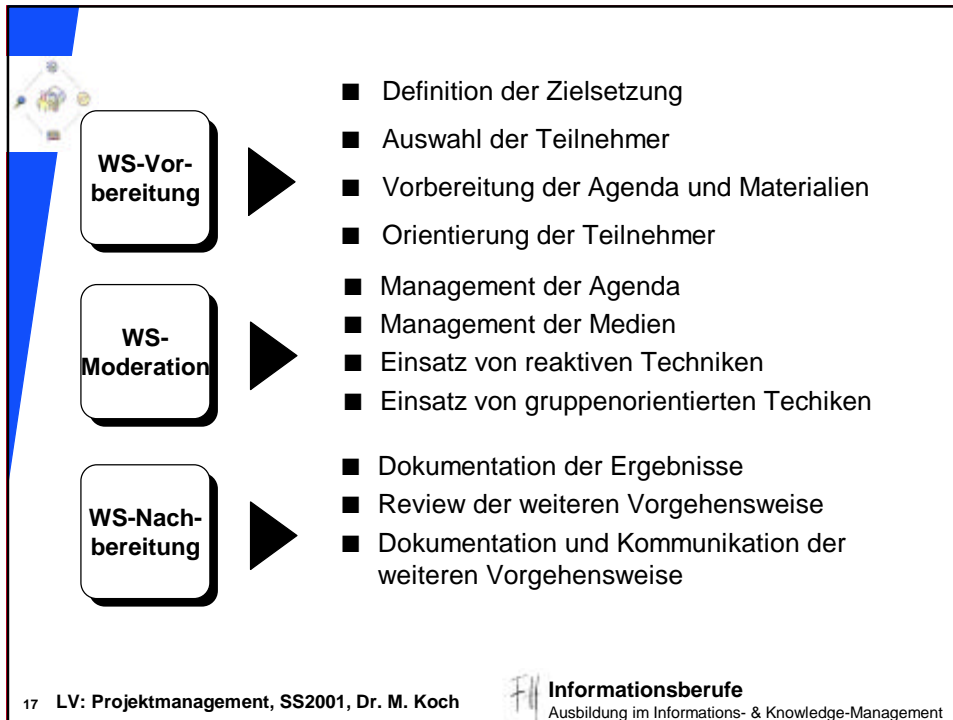 WS-Vor-
bereitung
■ Definition der Zielsetzung
■ Auswahl der Teilnehmer
■ Vorbereitung der Agenda und Materialien
■ Orientierung der Teilnehmer
WS-
Moderation
■ Management der Agenda
■ Management der Medien
■ Einsatz von reaktiven Techniken
■ Einsatz von gruppenorientierten Techiken
WS-Nach-
bereitung
■ Dokumentation der Ergebnisse
■ Review der weiteren Vorgehensweise
■ Dokumentation und Kommunikation der
weiteren Vorgehensweise
17 LV: Projektmanagement, SS2001, Dr. M. Koch
FH Informationsberufe
Ausbildung im Informations- & Knowledge-Management